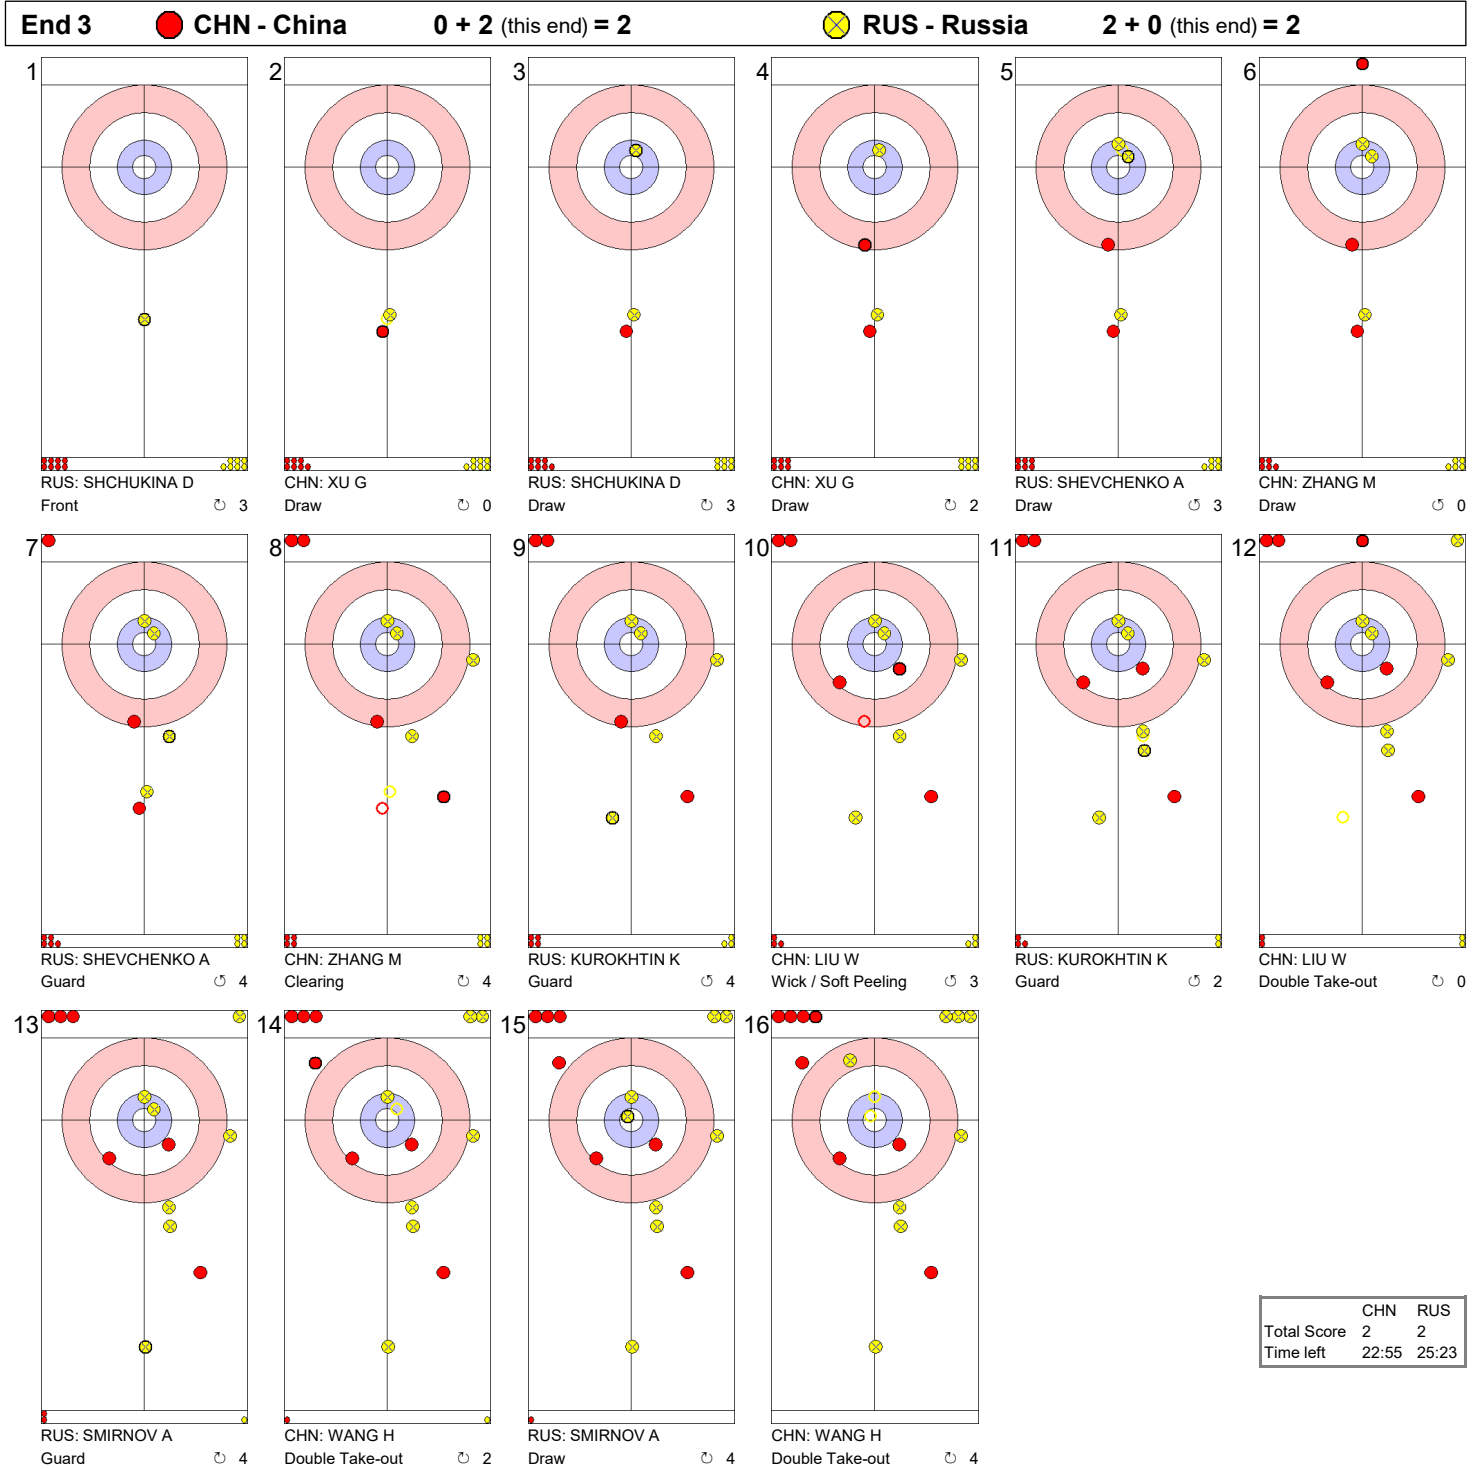 End 3 CHN - China 0 + 2 (this end) = 2 RUS - Russia 2 + 0 (this end) = 2
1 2 3 4 5 6
RUS: SHCHUKINA D CHN: XU G RUS: SHCHUKINA D CHN: XU G RUS: SHEVCHENKO A CHN: ZHANG M
Front ↻ 3 Draw ↻ 0 Draw ↻ 3 Draw ↻ 2 Draw ↺ 3 Draw ↺ 0
7 8 9 10 11 12
RUS: SHEVCHENKO A CHN: ZHANG M RUS: KUROKHTIN K CHN: LIU W RUS: KUROKHTIN K CHN: LIU W
Guard ↺ 4 Clearing ↻ 4 Guard ↺ 4 Wick / Soft Peeling ↺ 3 Guard ↺ 2 Double Take-out ↻ 0
13 14 15 16
CHN RUS
Total Score 2 2
Time left 22:55 25:23
RUS: SMIRNOV A CHN: WANG H RUS: SMIRNOV A CHN: WANG H
Guard ↻ 4 Double Take-out ↻ 2 Draw ↻ 4 Double Take-out ↻ 4